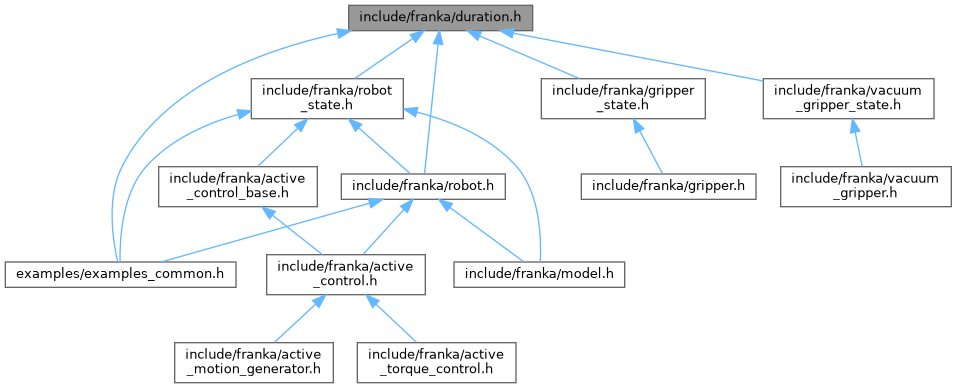 include/franka/duration.h
include/franka/robot
_state.h
include/franka/gripper
_state.h
include/franka/vacuum
_gripper_state.h
include/franka/active
_control_base.h
include/franka/robot.h
include/franka/gripper.h
include/franka/vacuum
_gripper.h
examples/examples_common.h
include/franka/active
_control.h
include/franka/model.h
include/franka/active
_motion_generator.h
include/franka/active
_torque_control.h